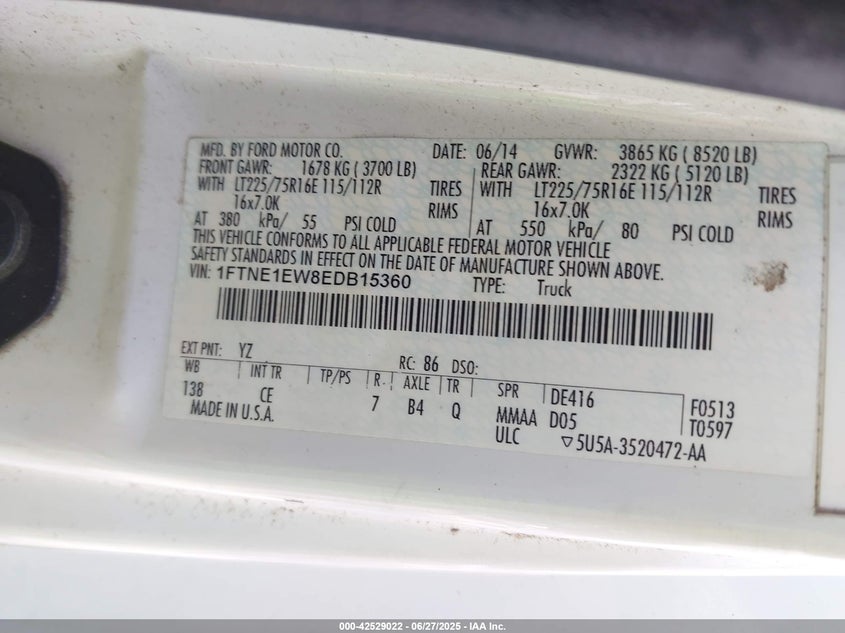 MFD. BY FORD MOTOR CO. DATE: 06/14 GVWR: 3865 KG ( 8520 LB)
FRONT GAWR: 1678 KG ( 3700 LB) REAR GAWR: 2322 KG ( 5120 LB)
WITH LT225/75R16E 115/112R TIRES WITH LT225/75R16E 115/112R TIRES
16x7.0K RIMS 16x7.0K RIMS
AT 380 kPa/ 55 PSI COLD AT 550 kPa/ 80 PSI COLD
THIS VEHICLE CONFORMS TO ALL APPLICABLE FEDERAL MOTOR VEHICLE
SAFETY STANDARDS IN EFFECT ON THE DATE OF MANUFACTURE SHOWN ABOVE.
VIN: 1FTNE1EW8EDB15360 TYPE: Truck
EXT PNT: YZ RC: 86 DSO:
WB INT TR TP/PS R. AXLE TR SPR DE416 F0513
138 CE 7 B4 Q MMAA D05 T0597
MADE IN U.S.A. ULC ▽5U5A-3520472-AA
000-42529022 - 06/27/2025 - IAA Inc.